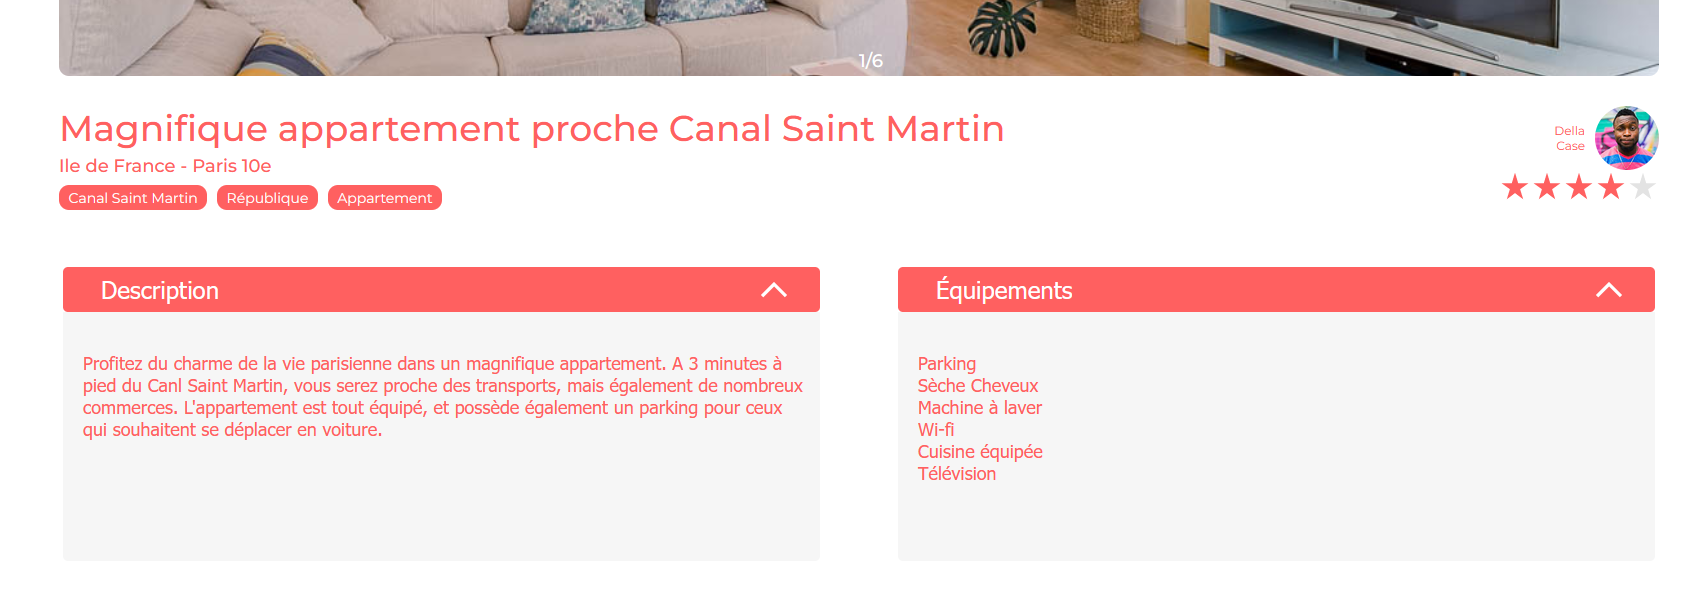 1/6
Magnifique appartement proche Canal Saint Martin
Ile de France - Paris 10e
Canal Saint Martin
République
Appartement
Della
Case
Description
Profitez du charme de la vie parisienne dans un magnifique appartement. A 3 minutes à
pied du Canl Saint Martin, vous serez proche des transports, mais également de nombreux
commerces. L'appartement est tout équipé, et possède également un parking pour ceux
qui souhaitent se déplacer en voiture.
Équipements
Parking
Sèche Cheveux
Machine à laver
Wi-fi
Cuisine équipée
Télévision